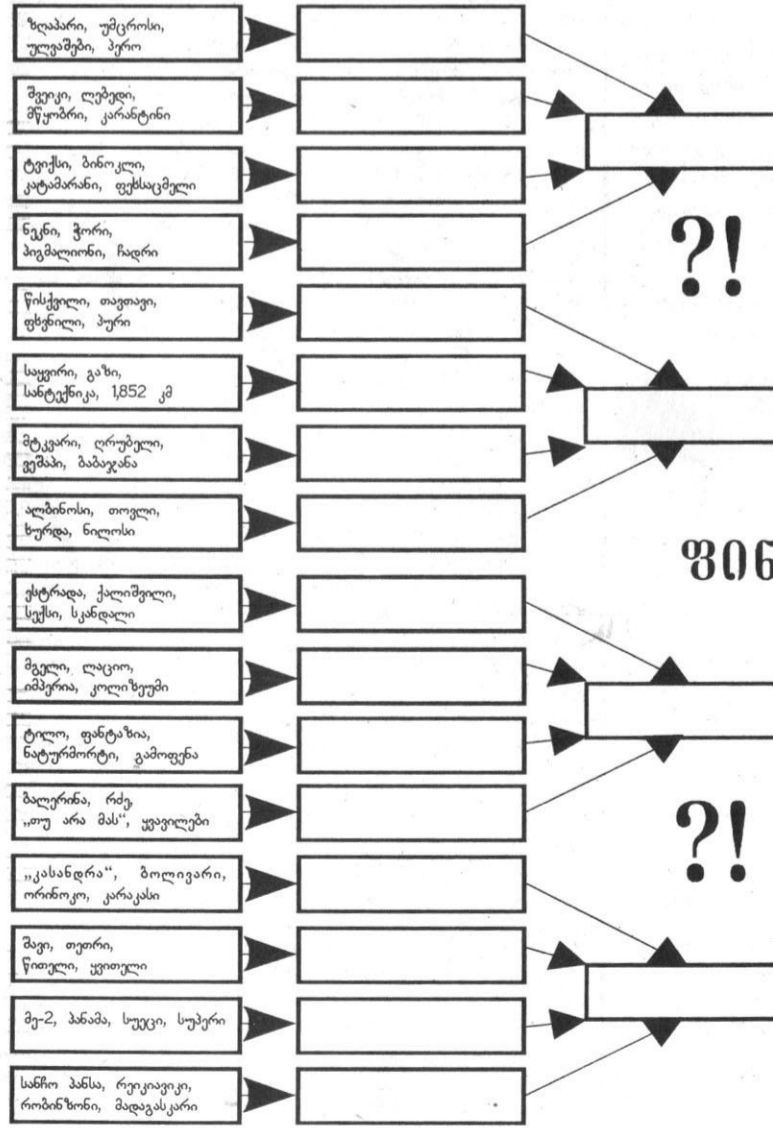 ზღაპარი, უმცროსი,
ულვაშები, პერო
შვეიკი, ლებედი,
მწყობრი, კარანტინი
ტვიქსი, ბინოკლი,
კატამარანი, ფეხსაცმელი
ნეკნი, ჭორი,
პიგმალიონი, ჩადრი
?!
წისქვილი, თავთავი,
ფხვნილი, პური
საყვირი, გაზი,
სანტექნიკა, 1,852 კმ
მტკვარი, ღრუბელი,
ვეშაპი, ბაბაჯანა
ალბინოსი, თოვლი,
ხურდა, ნილოსი
ფინ
ესტრადა, ქალიშვილი,
სექსი, სკანდალი
მგელი, ლაციო,
იმპერია, კოლიზეუმი
ტილო, ფანტაზია,
ნატურმორტი, გამოფენა
ბალერინა, რძე,
„თუ არა მას“, ყვავილები
?!
„კასანდრა“, ბოლივარი,
ორინოკო, კარაკასი
შავი, თეთრი,
წითელი, ყვითელი
მე-2, პანამა, სუეცი, სუპერი
სანჩო პანსა, რეიკიავიკი,
რობინზონი, მადაგასკარი